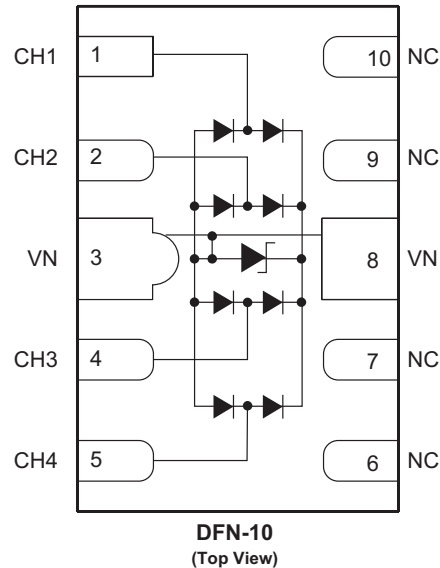 CH1 1 10 NC
CH2 2 9 NC
VN 3 8 VN
CH3 4 7 NC
CH4 5 6 NC
DFN-10
(Top View)